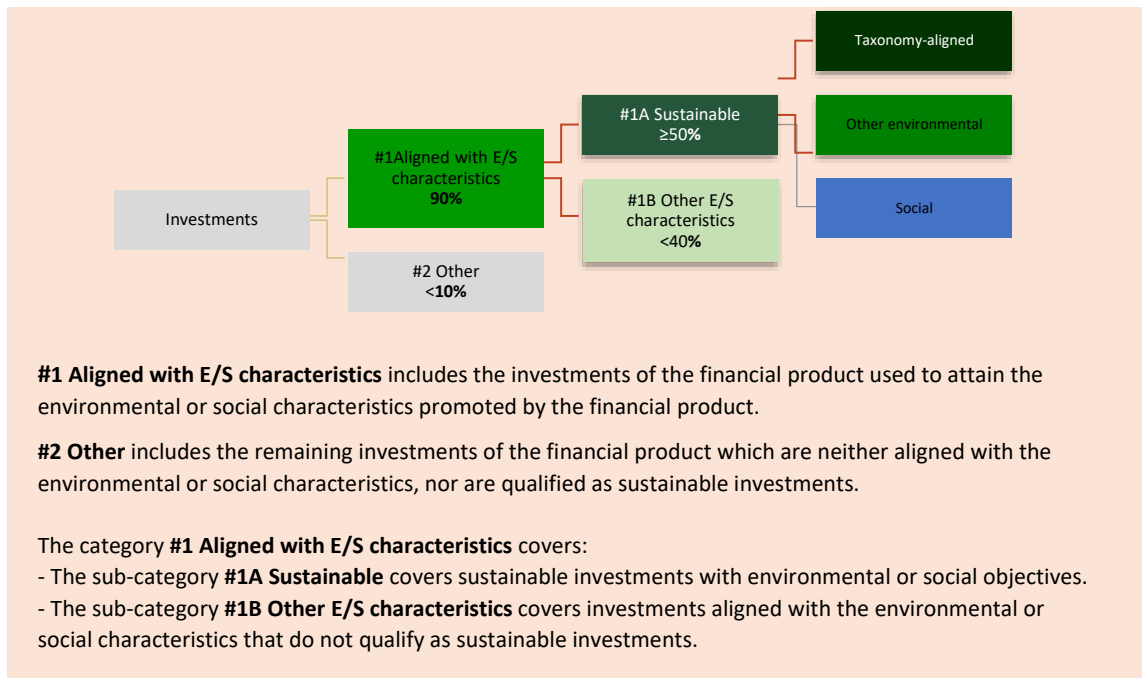 Taxonomy-aligned
#1A Sustainable
≥50%
Other environmental
#1Aligned with E/S
characteristics
90%
#1B Other E/S
characteristics
<40%
Social
Investments
#2 Other
<10%
#1 Aligned with E/S characteristics includes the investments of the financial product used to attain the
environmental or social characteristics promoted by the financial product.
#2 Other includes the remaining investments of the financial product which are neither aligned with the
environmental or social characteristics, nor are qualified as sustainable investments.
The category #1 Aligned with E/S characteristics covers:
- The sub-category #1A Sustainable covers sustainable investments with environmental or social objectives.
- The sub-category #1B Other E/S characteristics covers investments aligned with the environmental or
social characteristics that do not qualify as sustainable investments.